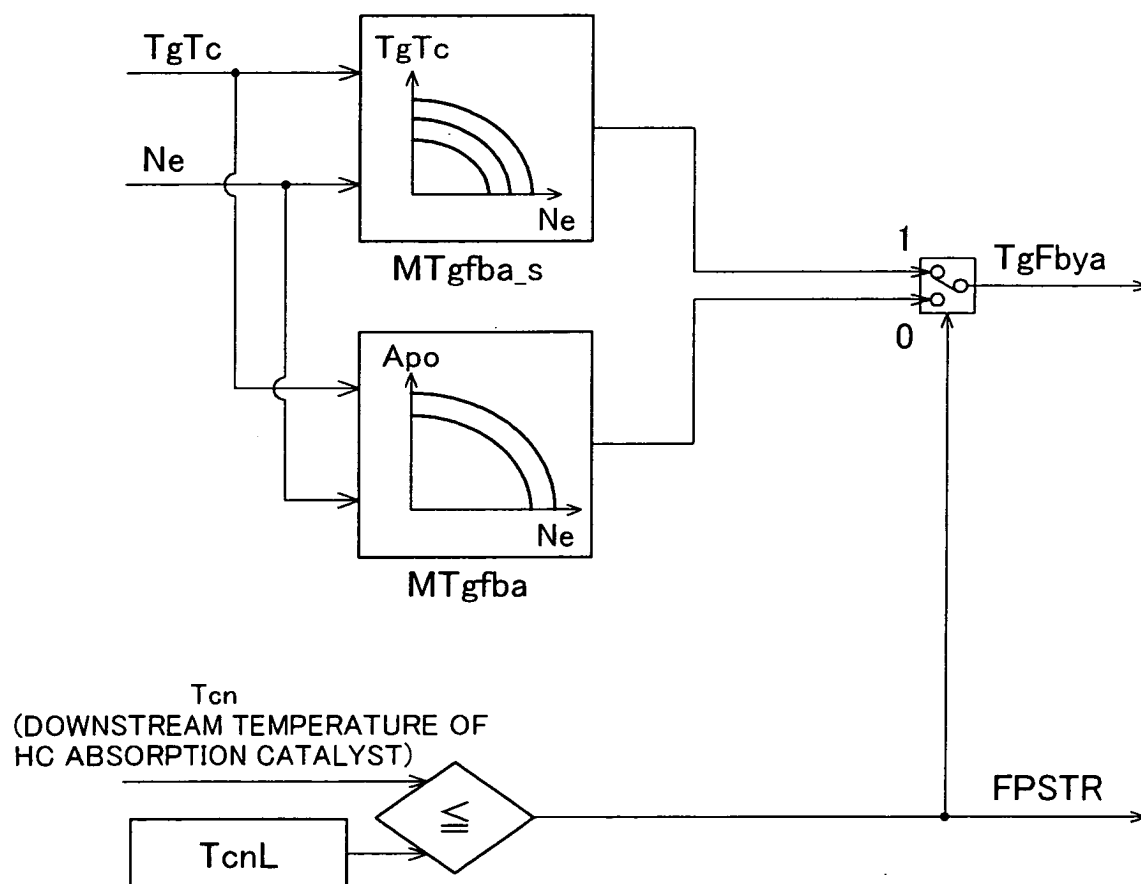 TgTc
TgTc
Ne
Ne
MTgfba_s
1
TgFbya
0
Apo
Ne
MTgfba
Tcn
(DOWNSTREAM TEMPERATURE OF
HC ABSORPTION CATALYST)
≦
FPSTR
TcnL